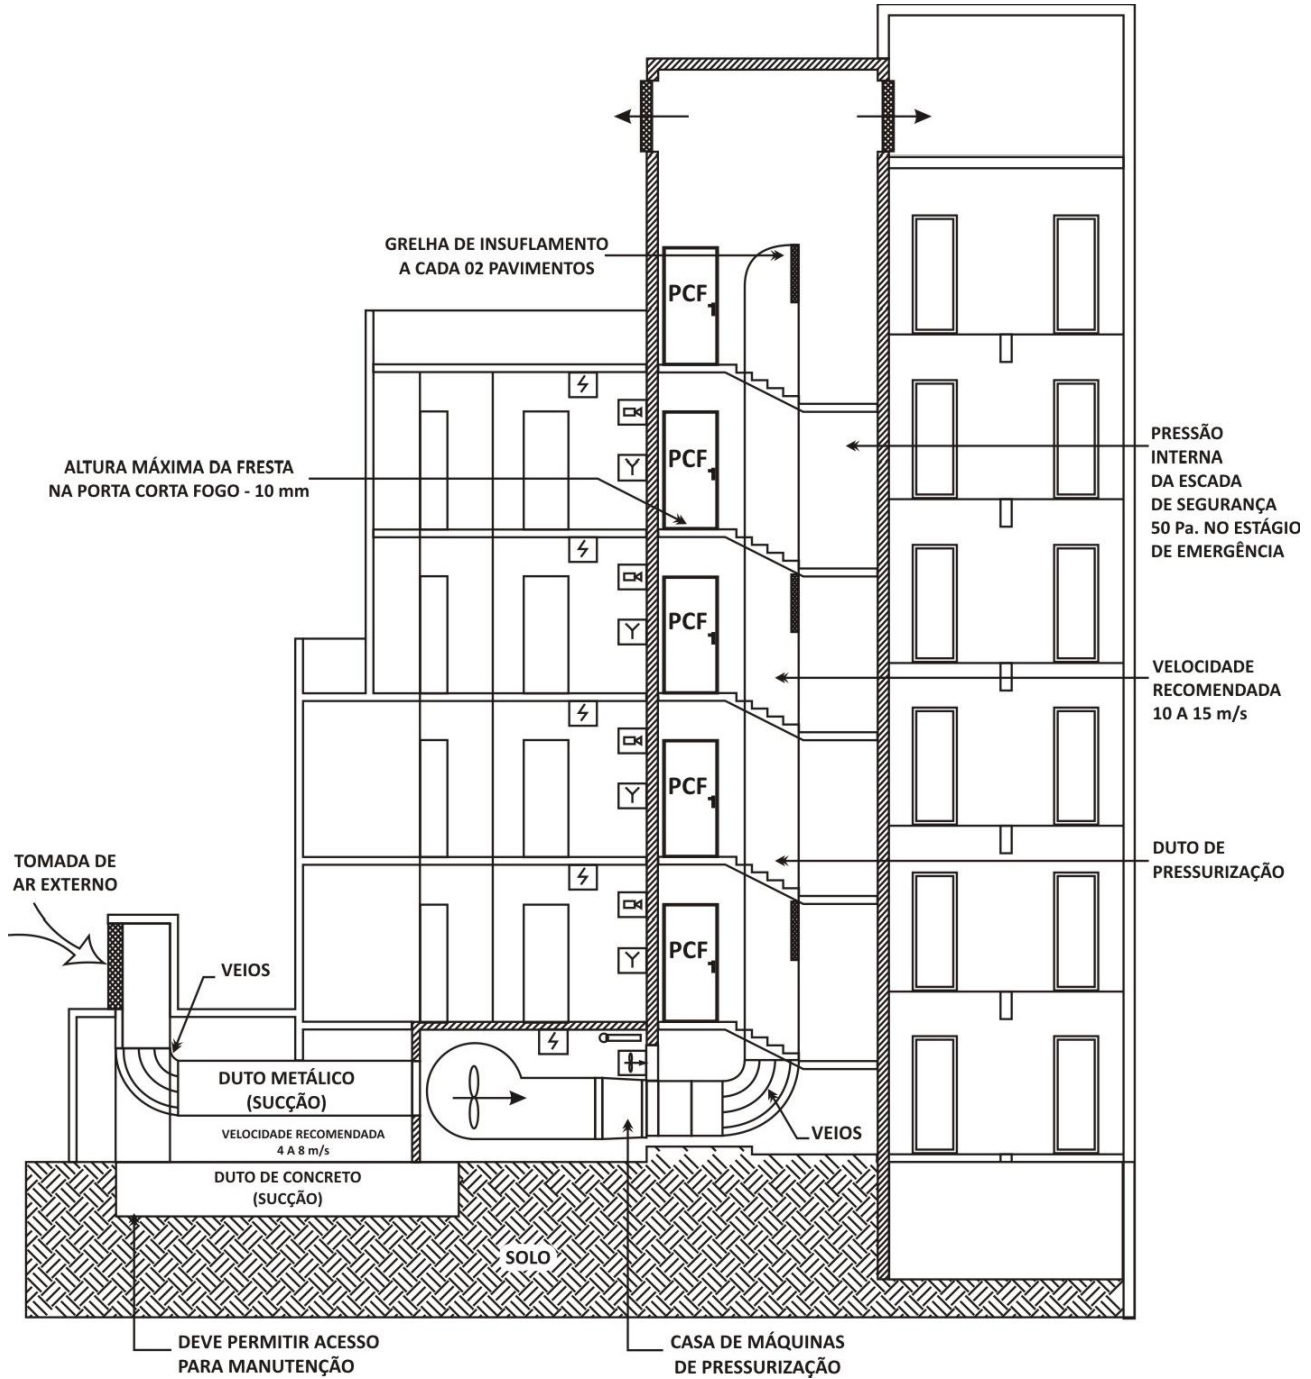 GRELHA DE INSUFLAMENTO
A CADA 02 PAVIMENTOS
PCF
ALTURA MÁXIMA DA FRESTA
NA PORTA CORTA FOGO - 10 mm
PCF
PRESSÃO
INTERNA
DA ESCADA
DE SEGURANÇA
50 Pa. NO ESTÁGIO
DE EMERGÊNCIA
PCF
VELOCIDADE
RECOMENDADA
10 A 15 m/s
PCF
DUTO DE
PRESSURIZAÇÃO
TOMADA DE
AR EXTERNO
PCF
VEIOS
DUTO METÁLICO
(SUCÇÃO)
VELOCIDADE RECOMENDADA
4 A 8 m/s
VEIOS
DUTO DE CONCRETO
(SUCÇÃO)
SOLO
DEVE PERMITIR ACESSO
PARA MANUTENÇÃO
CASA DE MÁQUINAS
DE PRESSURIZAÇÃO